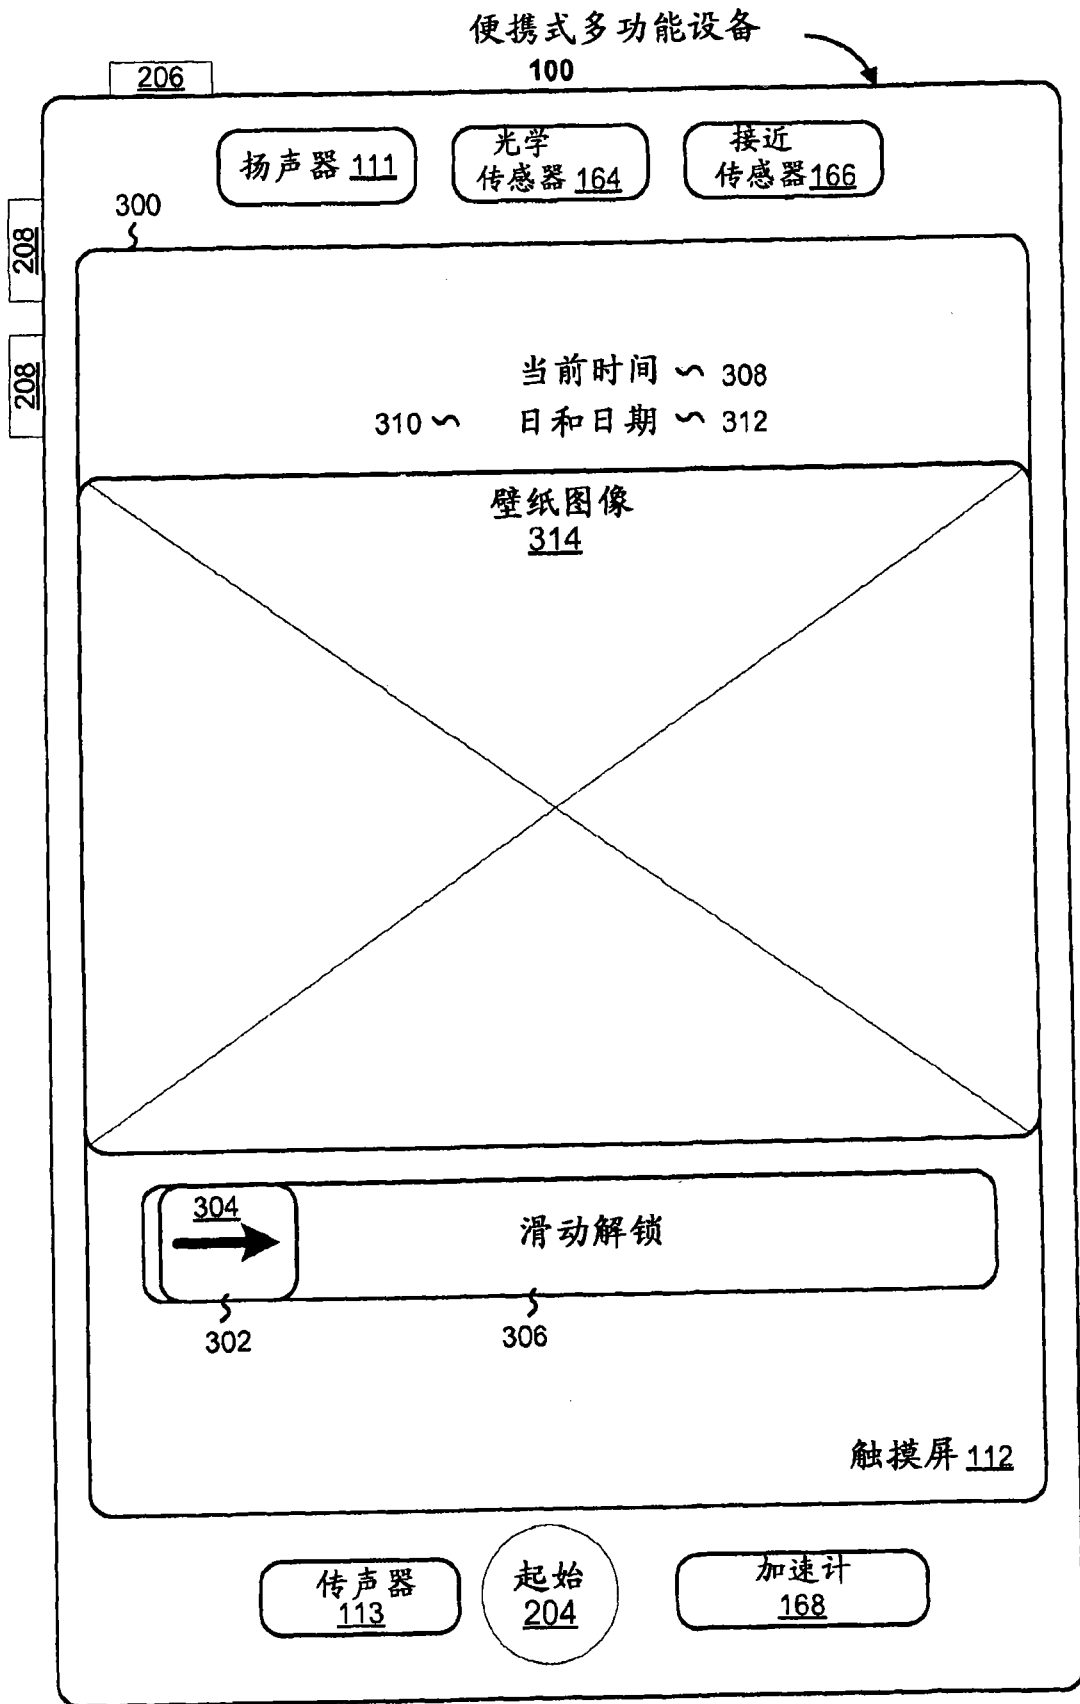 便携式多功能设备
100
206
扬声器 111
光学
传感器 164
接近
传感器 166
300
208
208
当前时间 308
310 日和日期 312
壁纸图像
314
304
滑动解锁
302
306
触摸屏 112
传声器
113
起始
204
加速计
168